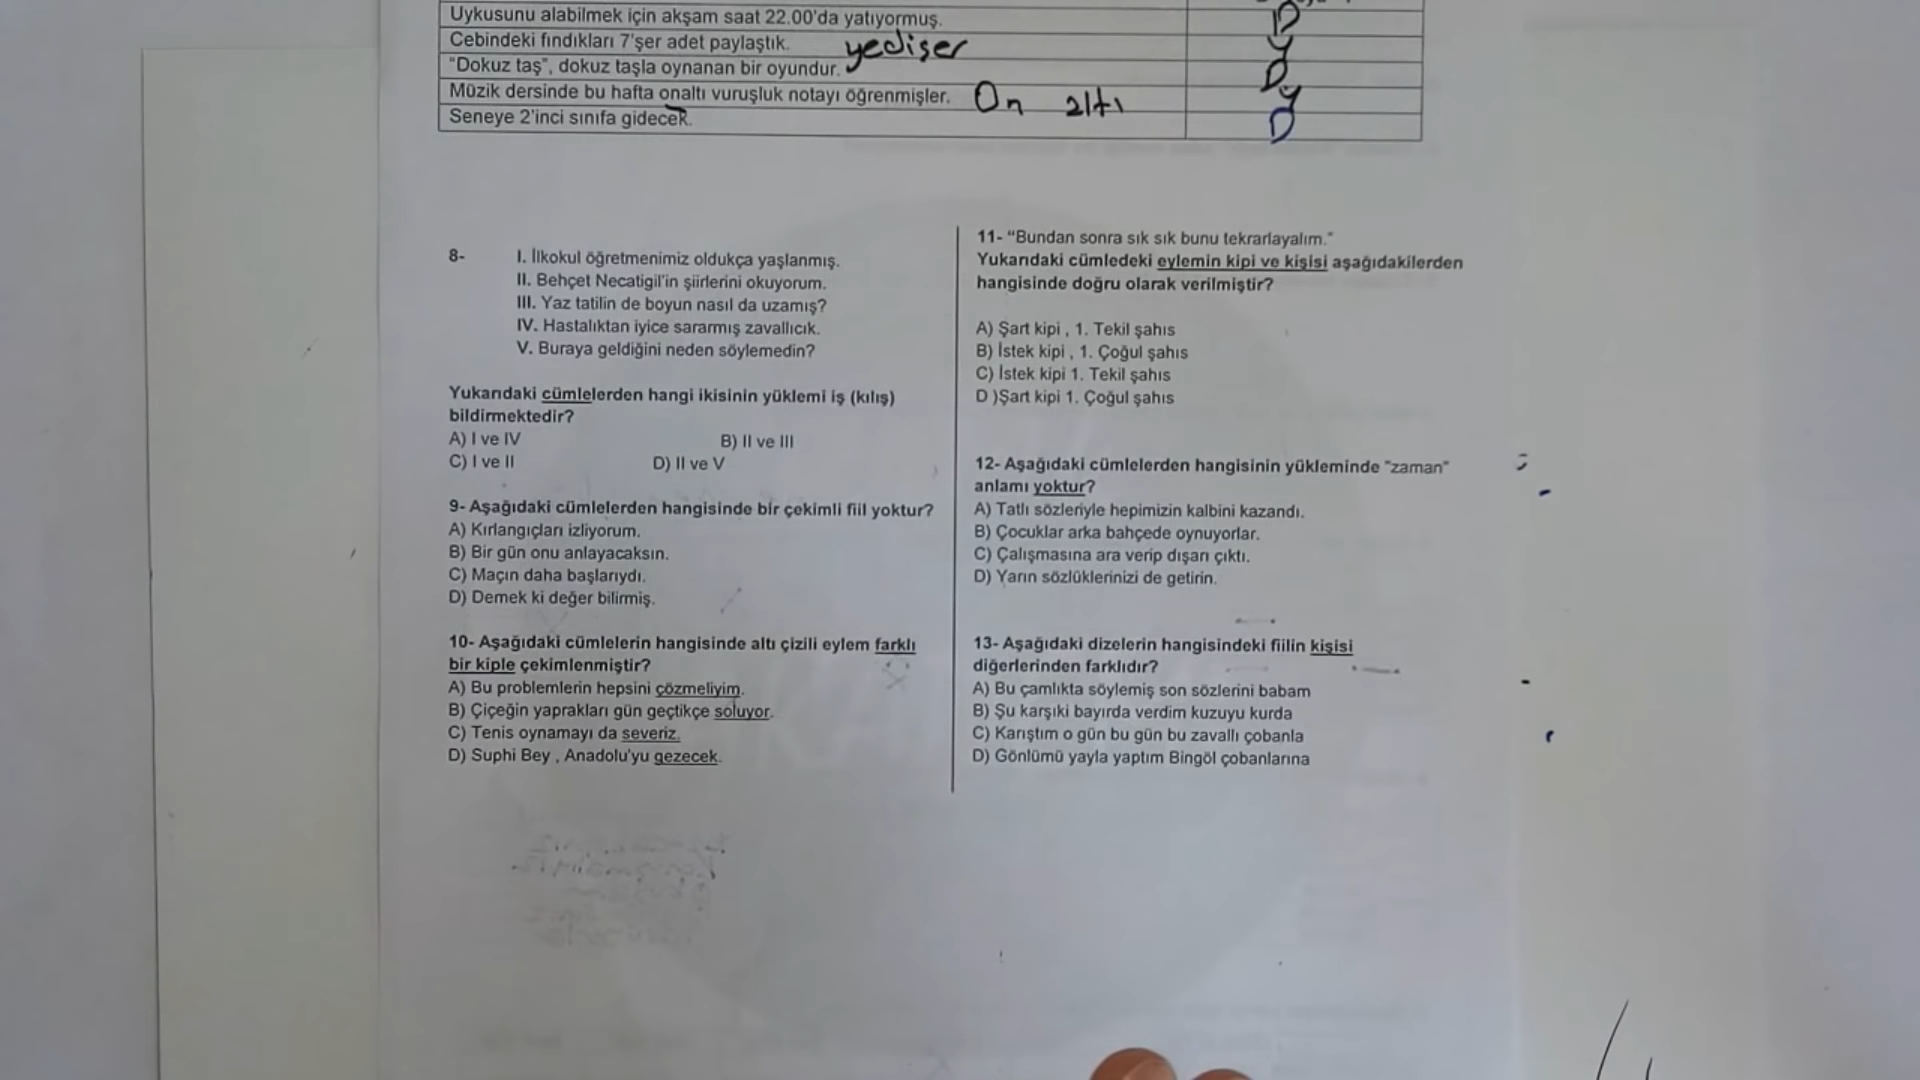 Uykusunu alabilmek için akşam saat 22.00'da yatıyormuş. D
Cebindeki fındıkları 7'şer adet paylaştık. yedişer y
"Dokuz taş", dokuz taşla oynanan bir oyundur. D
Müzik dersinde bu hafta onaltı vuruşluk notayı öğrenmişler. On altı y
Seneye 2'inci sınıfa gidecek. D
8- I. İlkokul öğretmenimiz oldukça yaşlanmış.
II. Behçet Necatigil'in şiirlerini okuyorum.
III. Yaz tatilin de boyun nasıl da uzamış?
IV. Hastalıktan iyice sararmış zavallıcık.
V. Buraya geldiğini neden söylemedin?
Yukarıdaki cümlelerden hangi ikisinin yüklemi iş (kılış)
bildirmektedir?
A) I ve IV B) II ve III
C) I ve II D) II ve V
9- Aşağıdaki cümlelerden hangisinde bir çekimli fiil yoktur?
A) Kırlangıçları izliyorum.
B) Bir gün onu anlayacaksın.
C) Maçın daha başlarıydı.
D) Demek ki değer bilirmiş.
10- Aşağıdaki cümlelerin hangisinde altı çizili eylem farklı
bir kiple çekimlenmiştir?
A) Bu problemlerin hepsini çözmeliyim.
B) Çiçeğin yaprakları gün geçtikçe soluyor.
C) Tenis oynamayı da severiz.
D) Suphi Bey , Anadolu'yu gezecek.
11- "Bundan sonra sık sık bunu tekrarlayalım."
Yukarıdaki cümledeki eylemin kipi ve kişisi aşağıdakilerden
hangisinde doğru olarak verilmiştir?
A) Şart kipi , 1. Tekil şahıs
B) İstek kipi , 1. Çoğul şahıs
C) İstek kipi 1. Tekil şahıs
D )Şart kipi 1. Çoğul şahıs
12- Aşağıdaki cümlelerden hangisinin yükleminde "zaman"
anlamı yoktur?
A) Tatlı sözleriyle hepimizin kalbini kazandı.
B) Çocuklar arka bahçede oynuyorlar.
C) Çalışmasına ara verip dışarı çıktı.
D) Yarın sözlüklerinizi de getirin.
13- Aşağıdaki dizelerin hangisindeki fiilin kişisi
diğerlerinden farklıdır?
A) Bu çamlıkta söylemiş son sözlerini babam
B) Şu karşıki bayırda verdim kuzuyu kurda
C) Karıştım o gün bu gün bu zavallı çobanla
D) Gönlümü yayla yaptım Bingöl çobanlarına